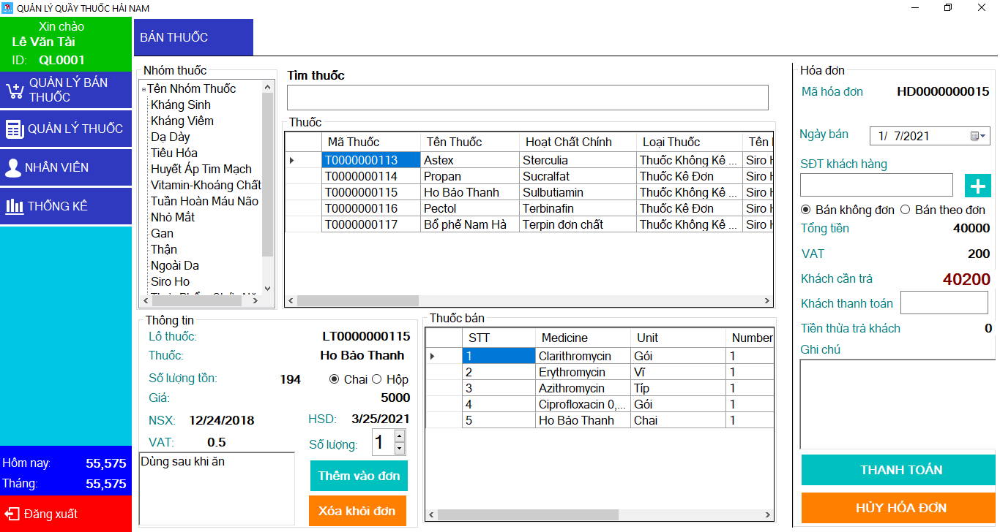 QUẢN LÝ QUẦY THUỐC HẢI NAM
Xin chào
Lê Văn Tài
ID: QL0001
QUẢN LÝ BÁN
THUỐC
QUẢN LÝ THUỐC
NHÂN VIÊN
THỐNG KÊ
Hôm nay: 55,575
Tháng: 55,575
Đăng xuất
BÁN THUỐC
Nhóm thuốc
Tên Nhóm Thuốc
Kháng Sinh
Kháng Viêm
Dạ Dày
Tiêu Hóa
Huyết Áp Tim Mạch
Vitamin-Khoáng Chất
Tuần Hoàn Máu Não
Nhỏ Mắt
Gan
Thận
Ngoài Da
Siro Ho
Tìm thuốc
Thuốc
Mã Thuốc Tên Thuốc Hoạt Chất Chính Loại Thuốc Tên
T0000000113 Astex Sterculia Thuốc Không Kê ... Siro
T0000000114 Propan Sucralfat Thuốc Kê Đơn Siro
T0000000115 Ho Bảo Thanh Sulbutiamin Thuốc Không Kê ... Siro
T0000000116 Pectol Terbinafin Thuốc Kê Đơn Siro
T0000000117 Bổ phế Nam Hà Terpin đơn chất Thuốc Không Kê ... Siro
Thông tin
Lô thuốc: LT0000000115
Thuốc: Ho Bảo Thanh
Số lượng tồn: 194 Chai Hộp
Giá: 5000
NSX: 12/24/2018 HSD: 3/25/2021
VAT: 0.5 Số lượng: 1
Dùng sau khi ăn
Thêm vào đơn
Xóa khỏi đơn
Thuốc bán
STT Medicine Unit Number
1 Clarithromycin Gói 1
2 Erythromycin Vĩ 1
3 Azithromycin Típ 1
4 Ciprofloxacin 0,... Gói 1
5 Ho Bảo Thanh Chai 1
Hóa đơn
Mã hóa đơn HD0000000015
Ngày bán 1/ 7/2021
SĐT khách hàng
Bán không đơn Bán theo đơn
Tổng tiền 40000
VAT 200
Khách cần trả 40200
Khách thanh toán
Tiền thừa trả khách 0
Ghi chú
THANH TOÁN
HỦY HÓA ĐƠN